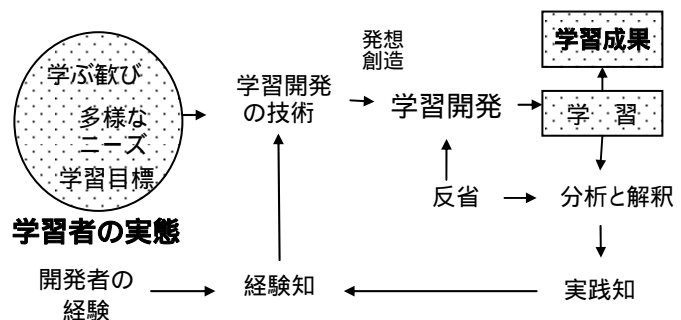 発想
創造
学習成果
学ぶ歓び
多様な
ニーズ
学習目標
学習者の実態
学習開発
の技術
学習開発
学 習
反省
分析と解釈
開発者の
経験
経験知
実践知